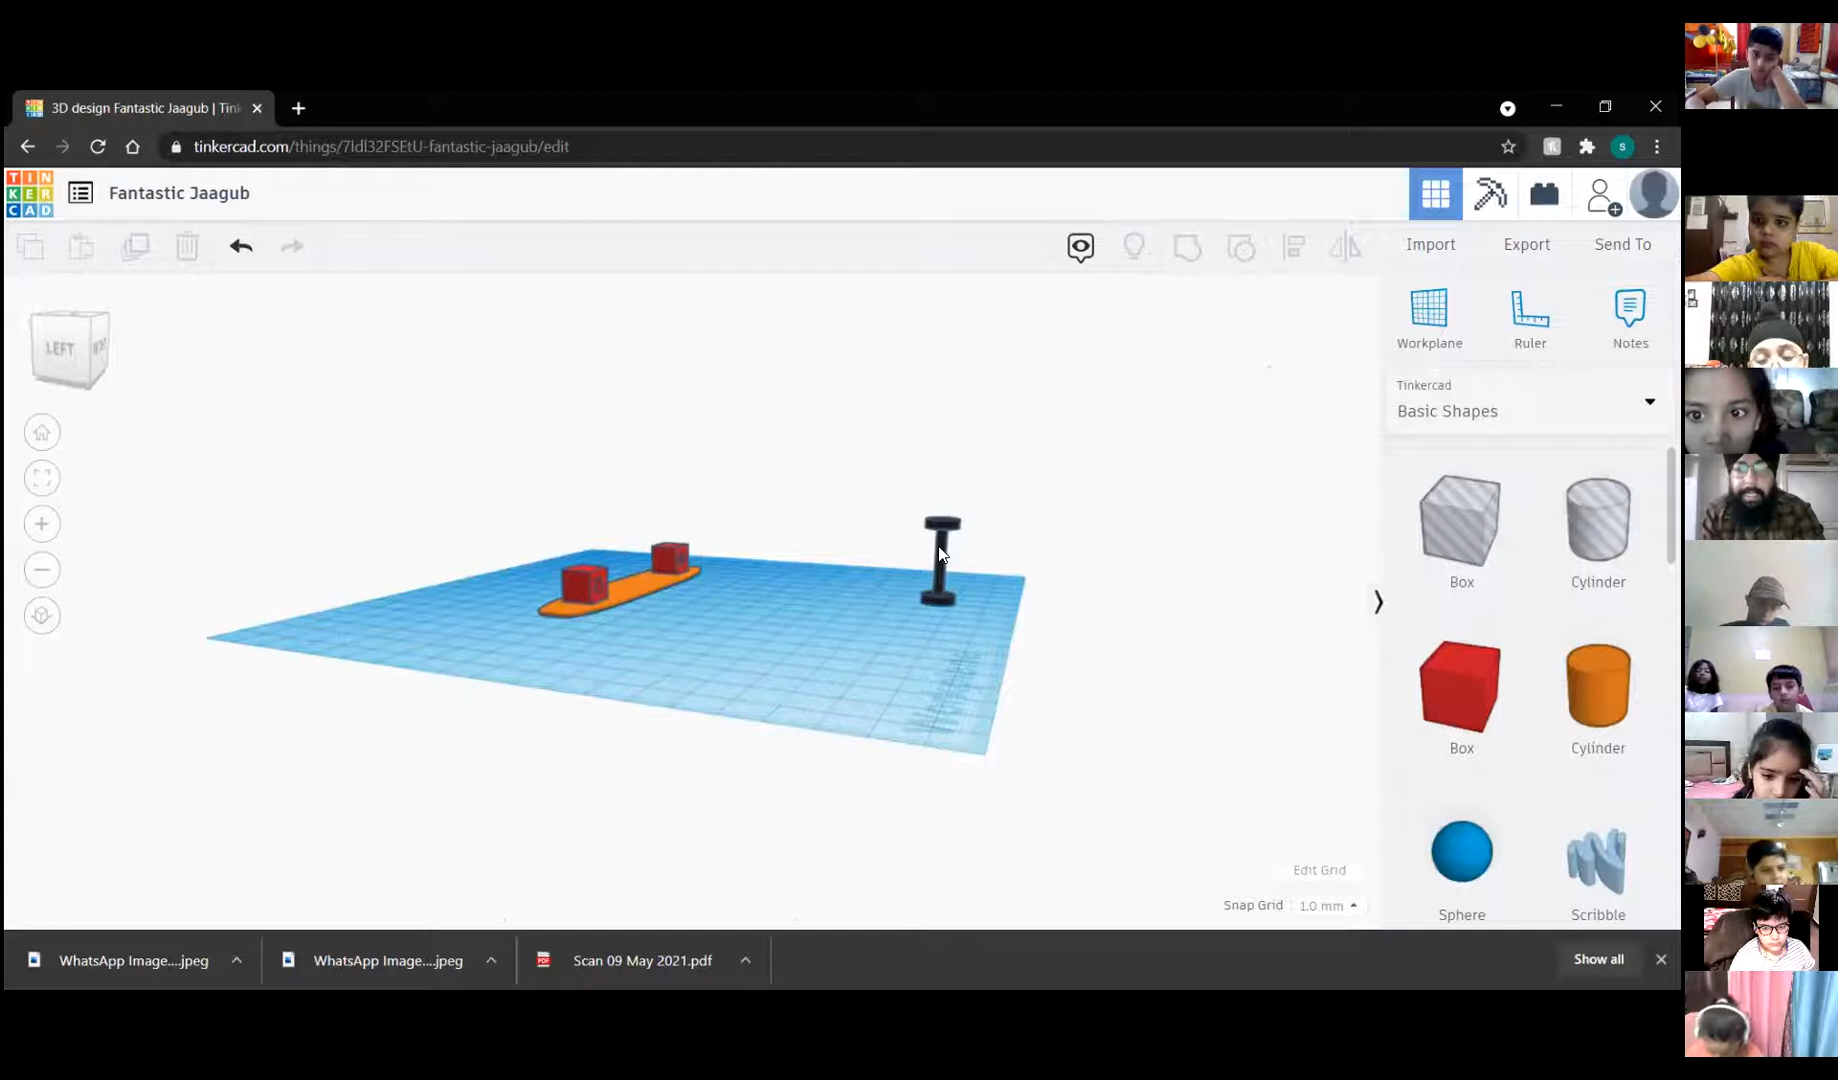 3D design Fantastic Jaagub | Tin
tinkercad.com/things/7Idl32FSEtU-fantastic-jaagub/edit
S
TIN
KER
CAD
Fantastic Jaagub
Import
Export
Send To
LEFT
Workplane
Ruler
Notes
Tinkercad
Basic Shapes
Box
Cylinder
Box
Cylinder
Sphere
Scribble
Edit Grid
Snap Grid
1.0 mm
WhatsApp Image....jpeg
WhatsApp Image....jpeg
PDF
Scan 09 May 2021.pdf
Show all